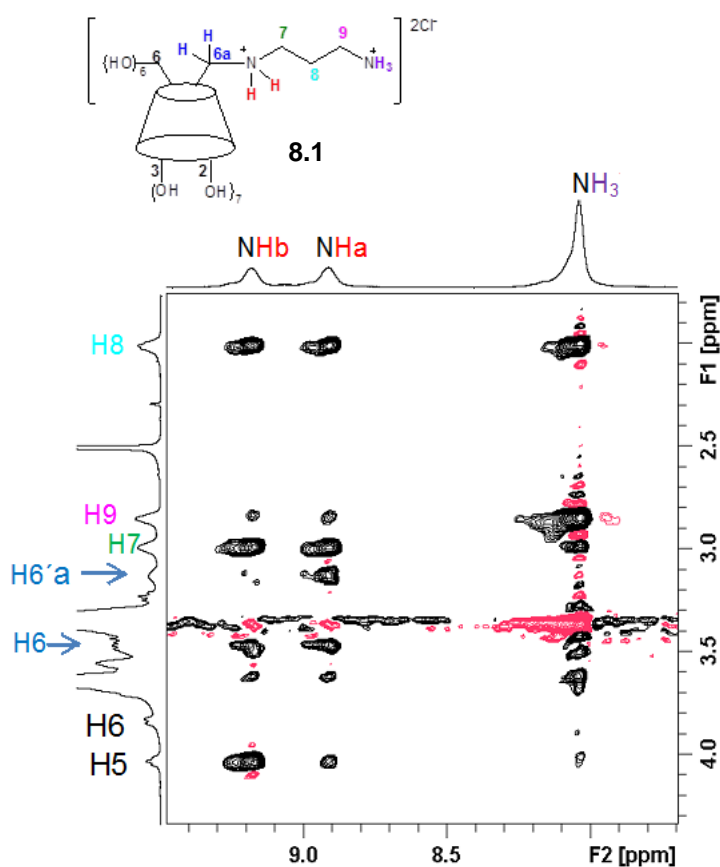 2Cl⁻
H
7
9
H
6a
6
+
+
(HO)
6
N
8
NH₃
H
H
8.1
3
2
{OH
OH}
7
NH₃
NHb
NHa
H8
H9
H7
H6´a
H6
H6
H5
F1 [ppm]
2.5
3.0
3.5
4.0
9.0
8.5
F2 [ppm]